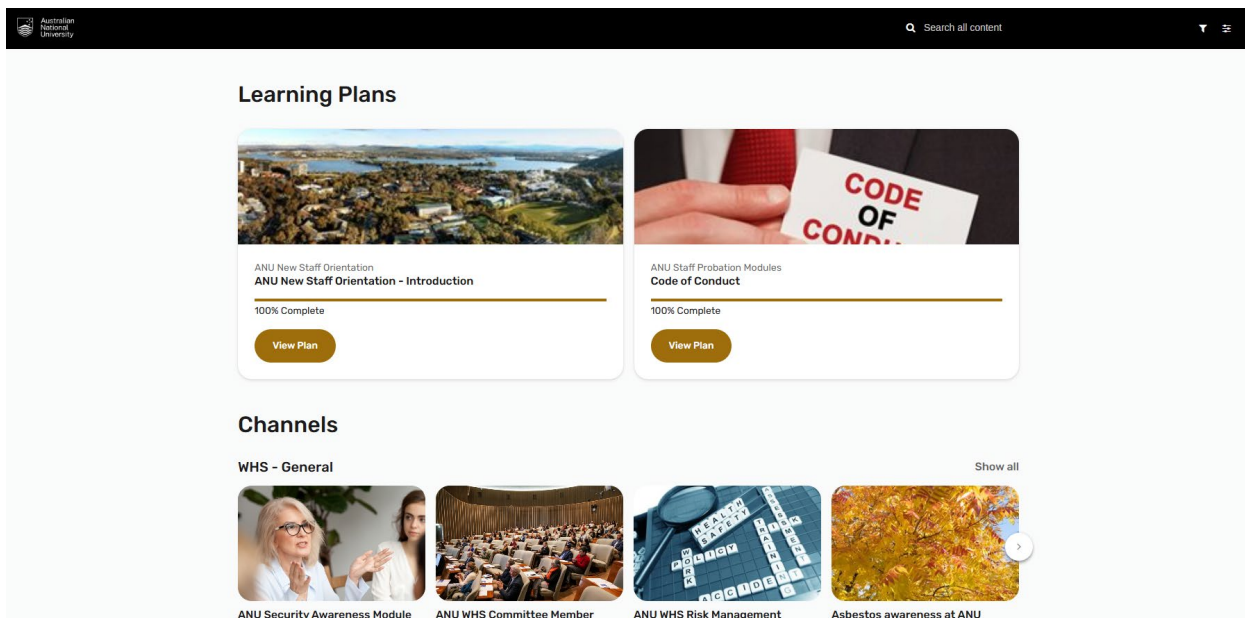 Australian
National
University
Search all content
Learning Plans
CODE
OF
ANU New Staff Orientation
ANU New Staff Orientation - Introduction
100% Complete
View Plan
ANU Staff Probation Modules
Code of Conduct
100% Complete
View Plan
Channels
WHS - General
Show all
HEALTH
SAFETY
WORK
POLICY
TRAINING
RISK
ASSESSMENT
ACCIDENT
ANU Security Awareness Module
ANU WHS Committee Member
ANU WHS Risk Management
Asbestos awareness at ANU